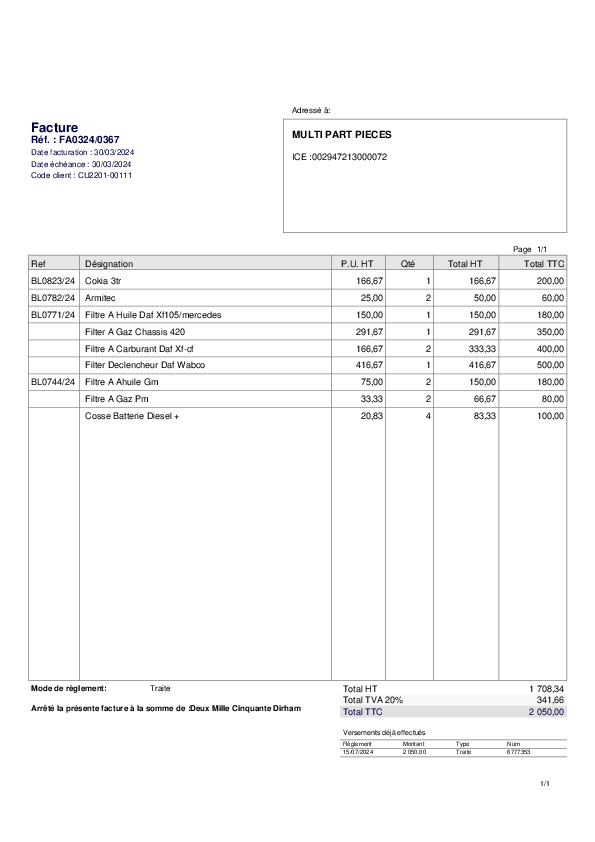 Adressé à:
Facture
Réf. : FA0324/0367
Date facturation : 30/03/2024
Date échéance : 30/03/2024
Code client : CU2201-00111
MULTI PART PIECES
ICE :002947213000072
Page 1/1
Ref Désignation P.U. HT Qté Total HT Total TTC
BL0823/24 Cokia 3tr 166,67 1 166,67 200,00
BL0782/24 Armitec 25,00 2 50,00 60,00
BL0771/24 Filtre A Huile Daf Xf105/mercedes 150,00 1 150,00 180,00
Filter A Gaz Chassis 420 291,67 1 291,67 350,00
Filtre A Carburant Daf Xf-cf 166,67 2 333,33 400,00
Filter Declencheur Daf Wabco 416,67 1 416,67 500,00
BL0744/24 Filtre A Ahuile Gm 75,00 2 150,00 180,00
Filtre A Gaz Pm 33,33 2 66,67 80,00
Cosse Batterie Diesel + 20,83 4 83,33 100,00
Mode de règlement: Traite
Arrêté la présente facture à la somme de :Deux Mille Cinquante Dirham
Total HT 1 708,34
Total TVA 20% 341,66
Total TTC 2 050,00
Versements déjà effectués
Règlement Montant Type Num
15/07/2024 2 050,00 Traite 6777353
1/1